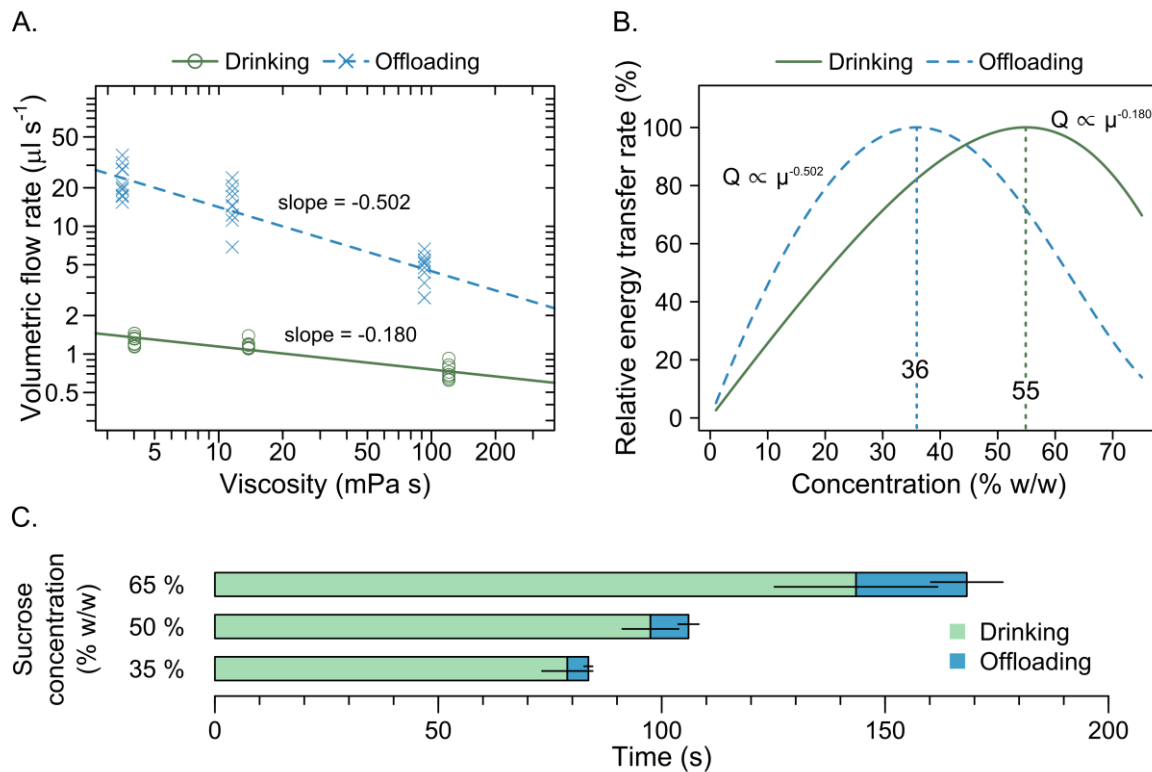 A.
Drinking Offloading
Volumetric flow rate (µl s⁻¹)
50
20
10
5
2
1
0.5
slope = -0.502
slope = -0.180
5 10 20 50 100 200
Viscosity (mPa s)
B.
Drinking Offloading
Relative energy transfer rate (%)
100
80
60
40
20
0
Q ∝ µ⁻⁰·¹⁸⁰
Q ∝ µ⁻⁰·⁵⁰²
36
55
0 10 20 30 40 50 60 70
Concentration (% w/w)
C.
Sucrose
concentration
(% w/w)
65 %
50 %
35 %
Drinking
Offloading
0 50 100 150 200
Time (s)